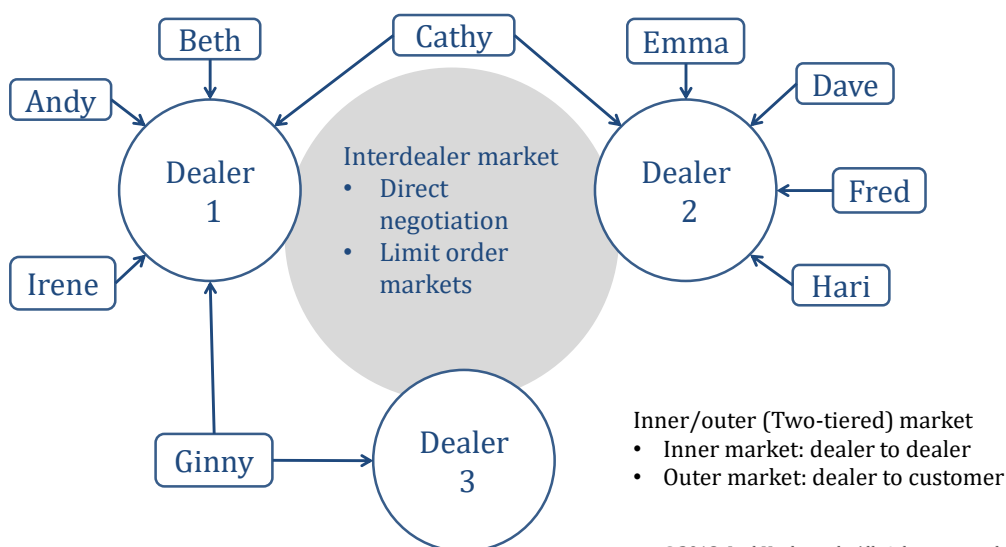 Beth
Cathy
Emma
Andy
Dave
Dealer
1
Interdealer market
• Direct
negotiation
• Limit order
markets
Dealer
2
Fred
Irene
Hari
Ginny
Dealer
3
Inner/outer (Two-tiered) market
• Inner market: dealer to dealer
• Outer market: dealer to customer